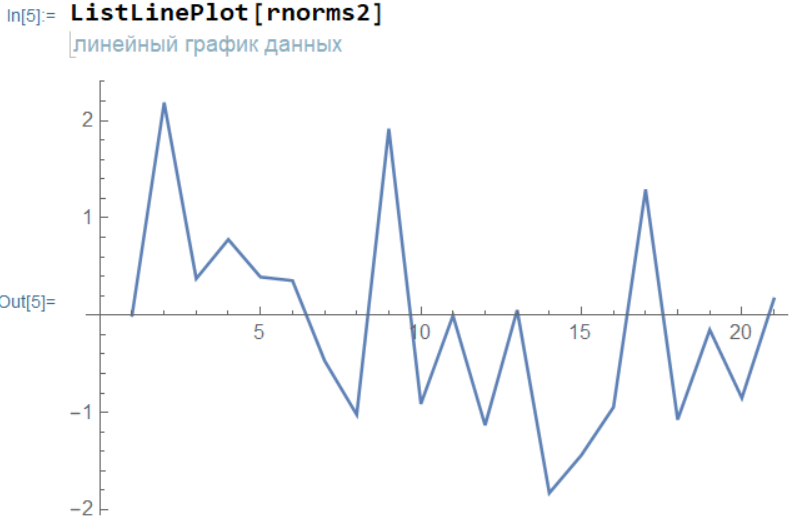 In[5]:= ListLinePlot[rnorms2]
линейный график данных
2
1
Out[5]=
5 10 15 20
-1
-2